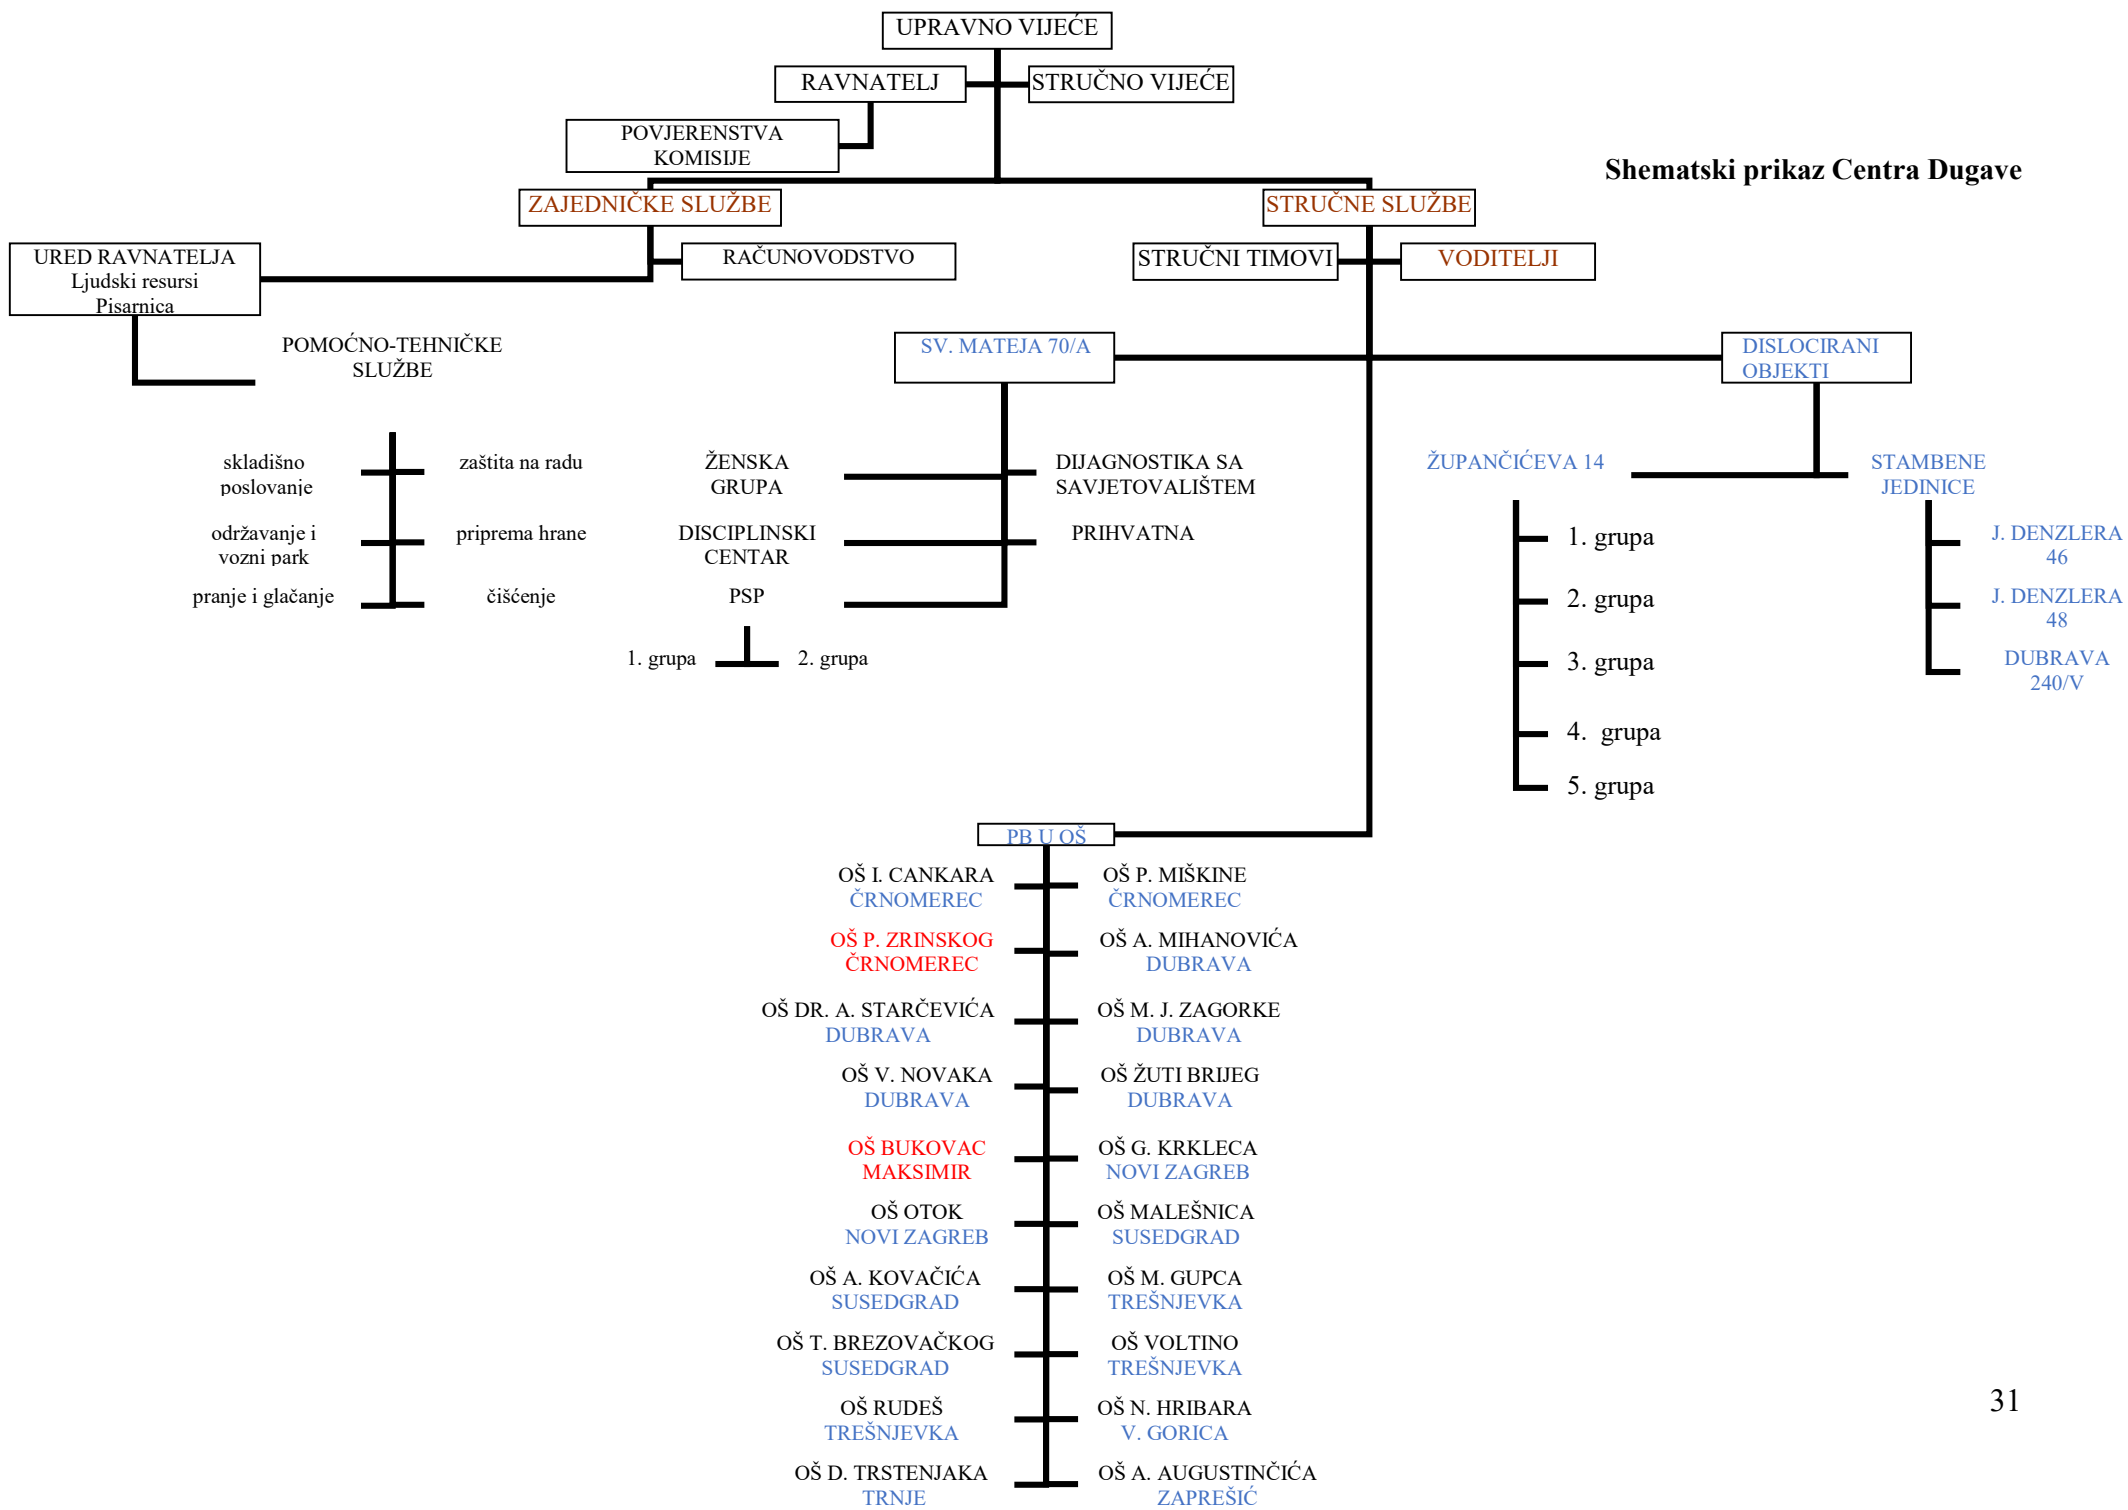 UPRAVNO VIJEĆE
RAVNATELJ
STRUČNO VIJEĆE
POVJERENSTVA
KOMISIJE
Shematski prikaz Centra Dugave
ZAJEDNIČKE SLUŽBE
STRUČNE SLUŽBE
URED RAVNATELJA
Ljudski resursi
Pisarnica
RAČUNOVODSTVO
STRUČNI TIMOVI
VODITELJI
POMOĆNO-TEHNIČKE
SLUŽBE
SV. MATEJA 70/A
DISLOCIRANI
OBJEKTI
skladišno
poslovanje
zaštita na radu
održavanje i
vozni park
priprema hrane
pranje i glačanje
čišćenje
ŽENSKA
GRUPA
DIJAGNOSTIKA SA
SAVJETOVALIŠTEM
DISCIPLINSKI
CENTAR
PRIHVATNA
PSP
1. grupa
2. grupa
ŽUPANČIĆEVA 14
STAMBENE
JEDINICE
1. grupa
2. grupa
3. grupa
4. grupa
5. grupa
J. DENZLERA
46
J. DENZLERA
48
DUBRAVA
240/V
PB U OŠ
OŠ I. CANKARA
ČRNOMEREC
OŠ P. MIŠKINE
ČRNOMEREC
OŠ P. ZRINSKOG
ČRNOMEREC
OŠ A. MIHANOVIĆA
DUBRAVA
OŠ DR. A. STARČEVIĆA
DUBRAVA
OŠ M. J. ZAGORKE
DUBRAVA
OŠ V. NOVAKA
DUBRAVA
OŠ ŽUTI BRIJEG
DUBRAVA
OŠ BUKOVAC
MAKSIMIR
OŠ G. KRKLECA
NOVI ZAGREB
OŠ OTOK
NOVI ZAGREB
OŠ MALEŠNICA
SUSEDGRAD
OŠ A. KOVAČIĆA
SUSEDGRAD
OŠ M. GUPCA
TREŠNJEVKA
OŠ T. BREZOVAČKOG
SUSEDGRAD
OŠ VOLTINO
TREŠNJEVKA
OŠ RUDEŠ
TREŠNJEVKA
OŠ N. HRIBARA
V. GORICA
OŠ D. TRSTENJAKA
TRNJE
OŠ A. AUGUSTINČIĆA
ZAPREŠIĆ
31